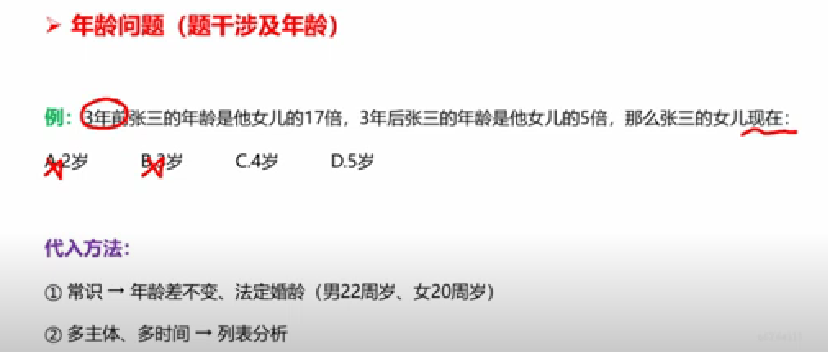 ➢ 年龄问题（题干涉及年龄）
例：3年前张三的年龄是他女儿的17倍，3年后张三的年龄是他女儿的5倍，那么张三的女儿现在：
A.2岁 B.3岁 C.4岁 D.5岁
代入方法：
① 常识 → 年龄差不变、法定婚龄（男22周岁、女20周岁）
② 多主体、多时间 → 列表分析